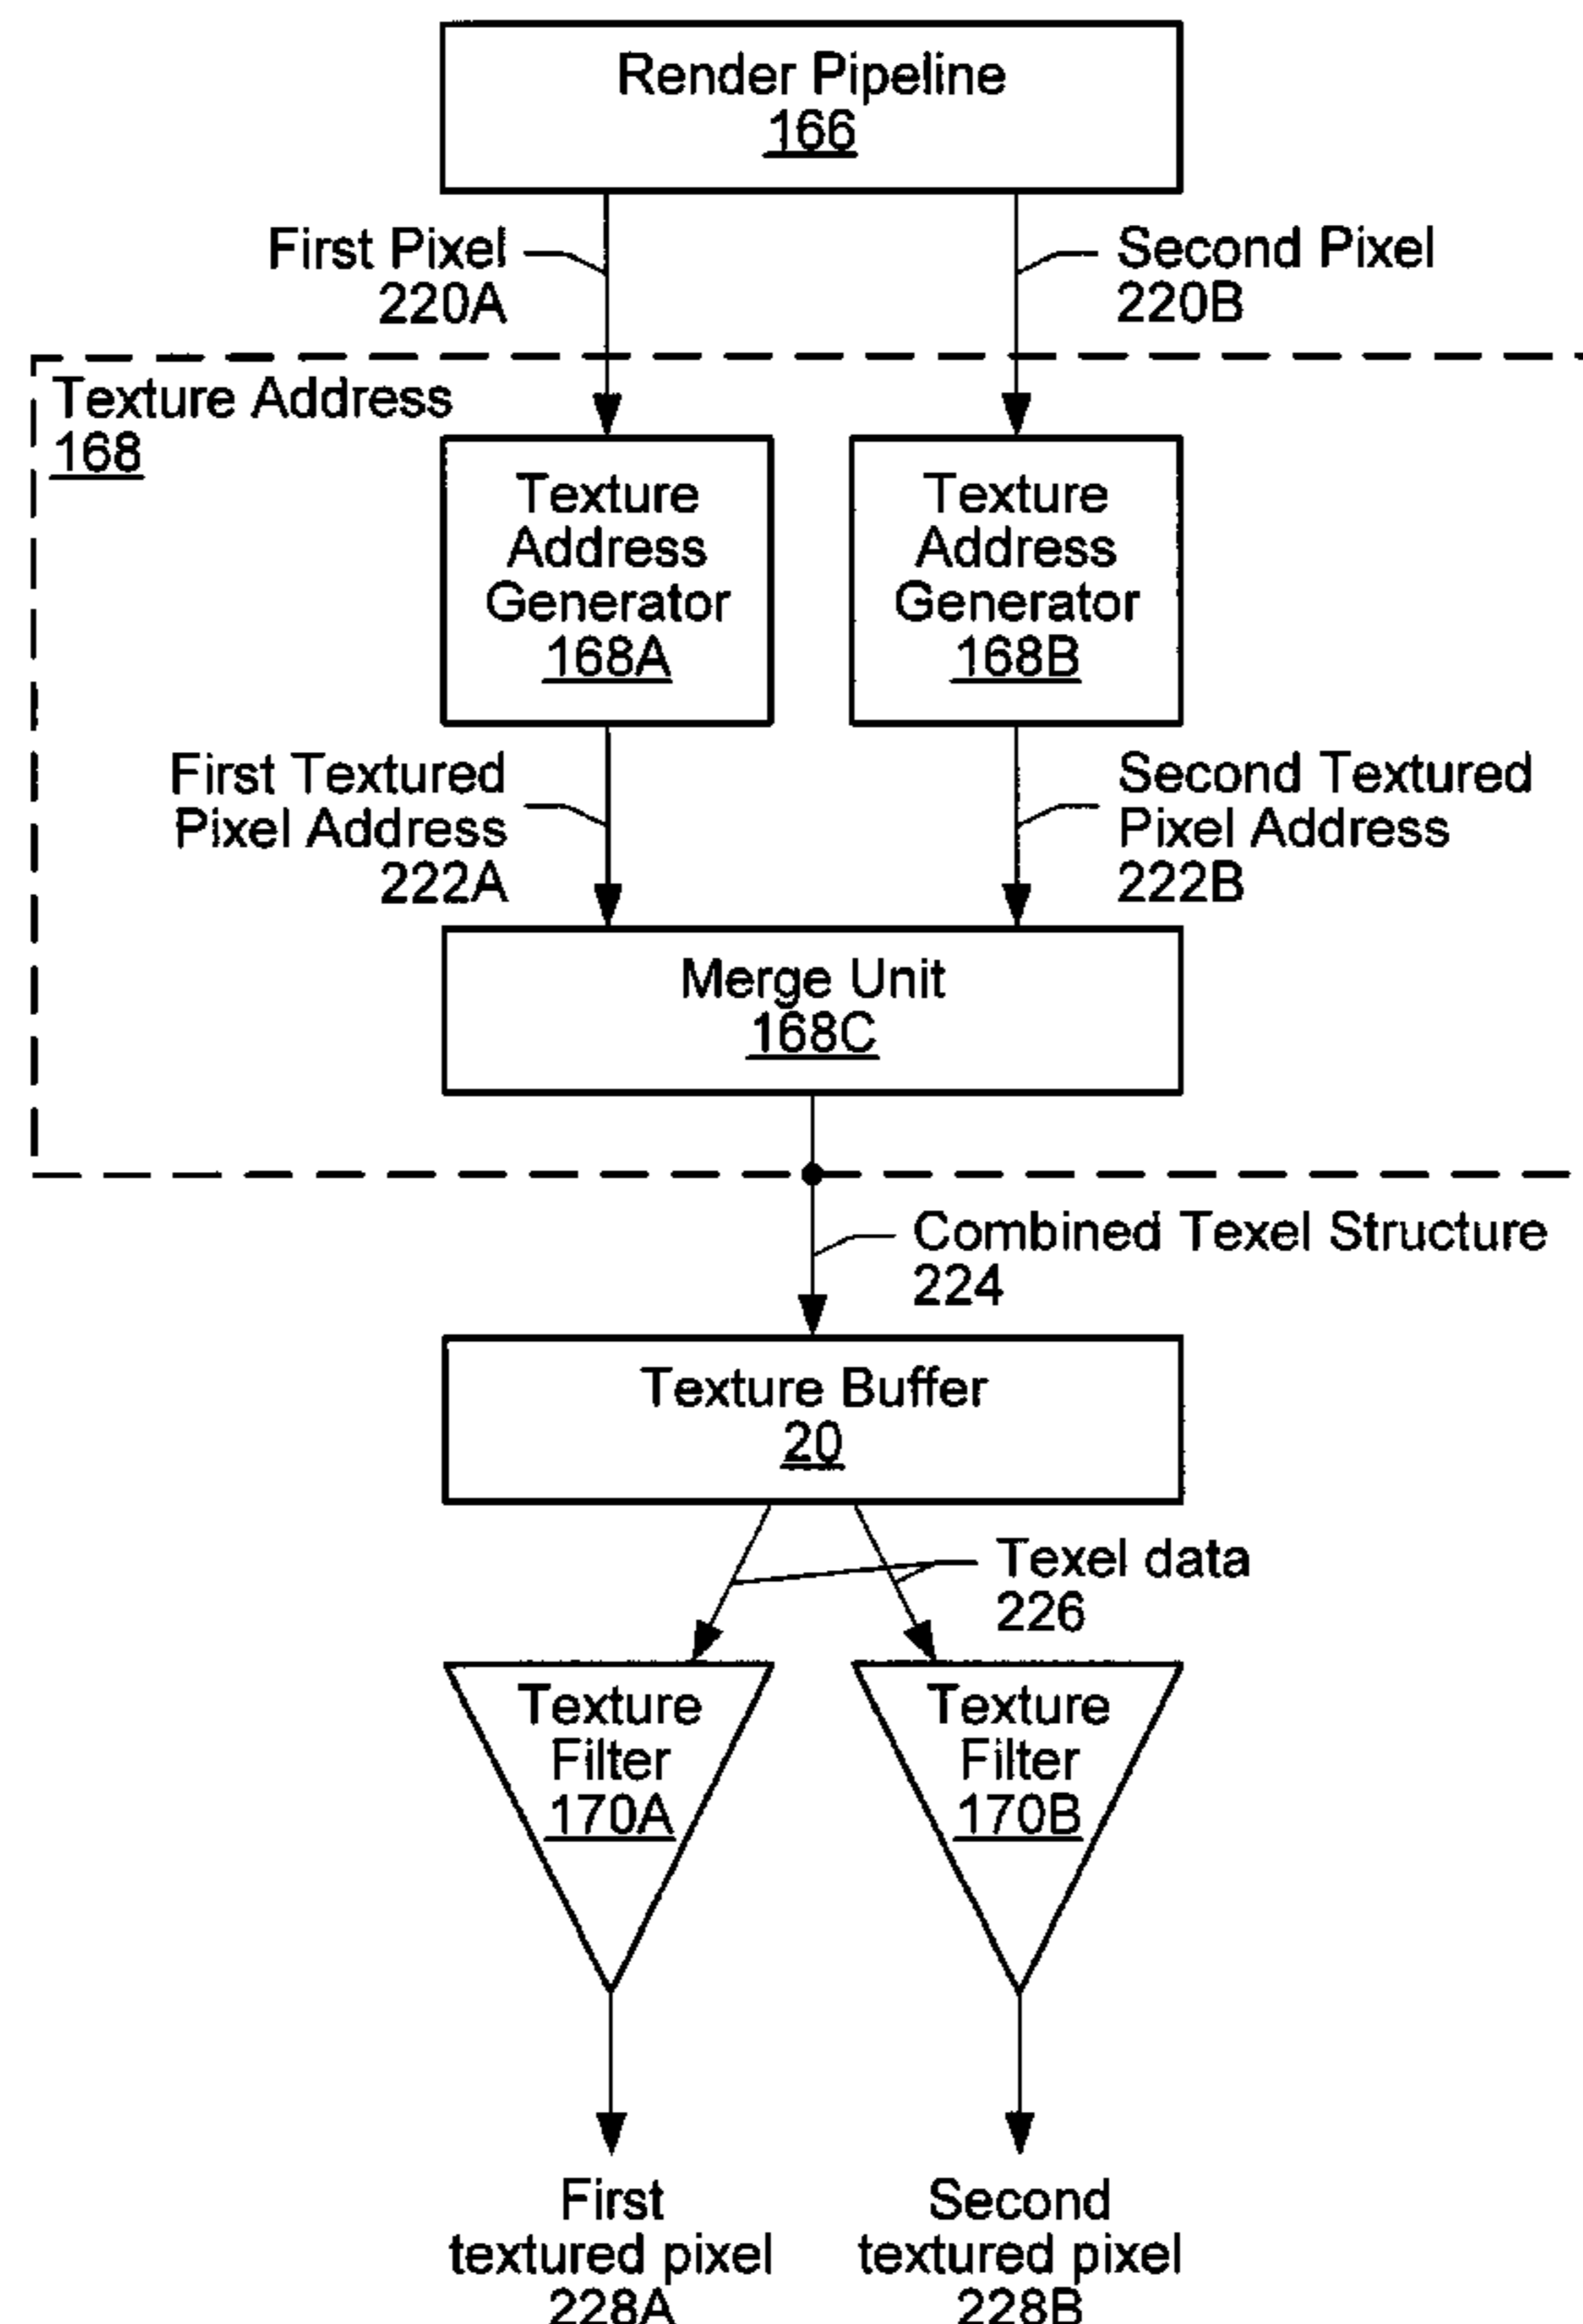 Render Pipeline
166
First Pixel
220A
Second Pixel
220B
Texture Address
168
Texture
Address
Generator
168A
Texture
Address
Generator
168B
First Textured
Pixel Address
222A
Second Textured
Pixel Address
222B
Merge Unit
168C
Combined Texel Structure
224
Texture Buffer
20
Texel data
226
Texture
Filter
170A
Texture
Filter
170B
First
textured pixel
228A
Second
textured pixel
228B